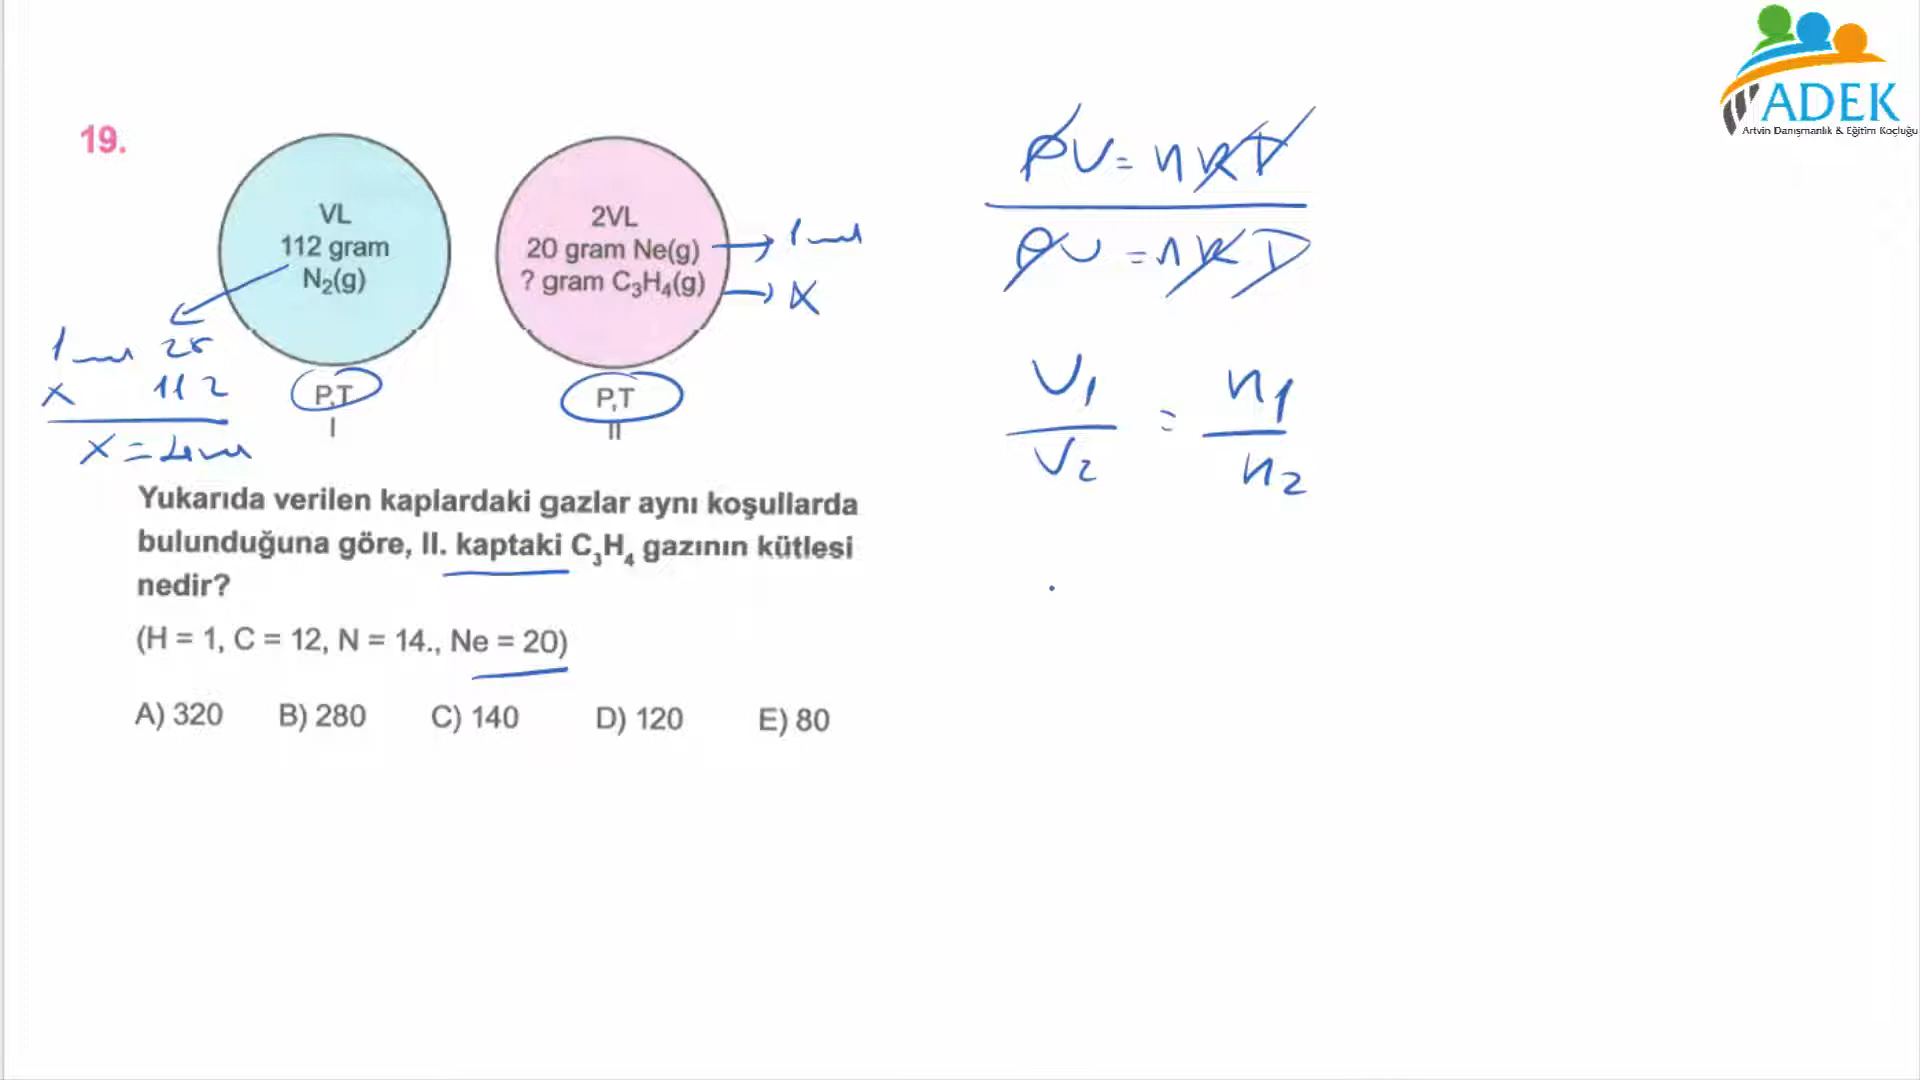 ADEK
Artvin Danışmanlık & Eğitim Koçluğu
19.
VL
112 gram
N₂(g)
P,T
I
2VL
20 gram Ne(g)
? gram C₃H₄(g)
P,T
II
1 mol
x
1 mol 28
x 112
x = 4 mol
PV = nRT
PV = nRT
V₁
V₂
=
n₁
n₂
Yukarıda verilen kaplardaki gazlar aynı koşullarda
bulunduğuna göre, II. kaptaki C₃H₄ gazının kütlesi
nedir?
(H = 1, C = 12, N = 14., Ne = 20)
A) 320 B) 280 C) 140 D) 120 E) 80